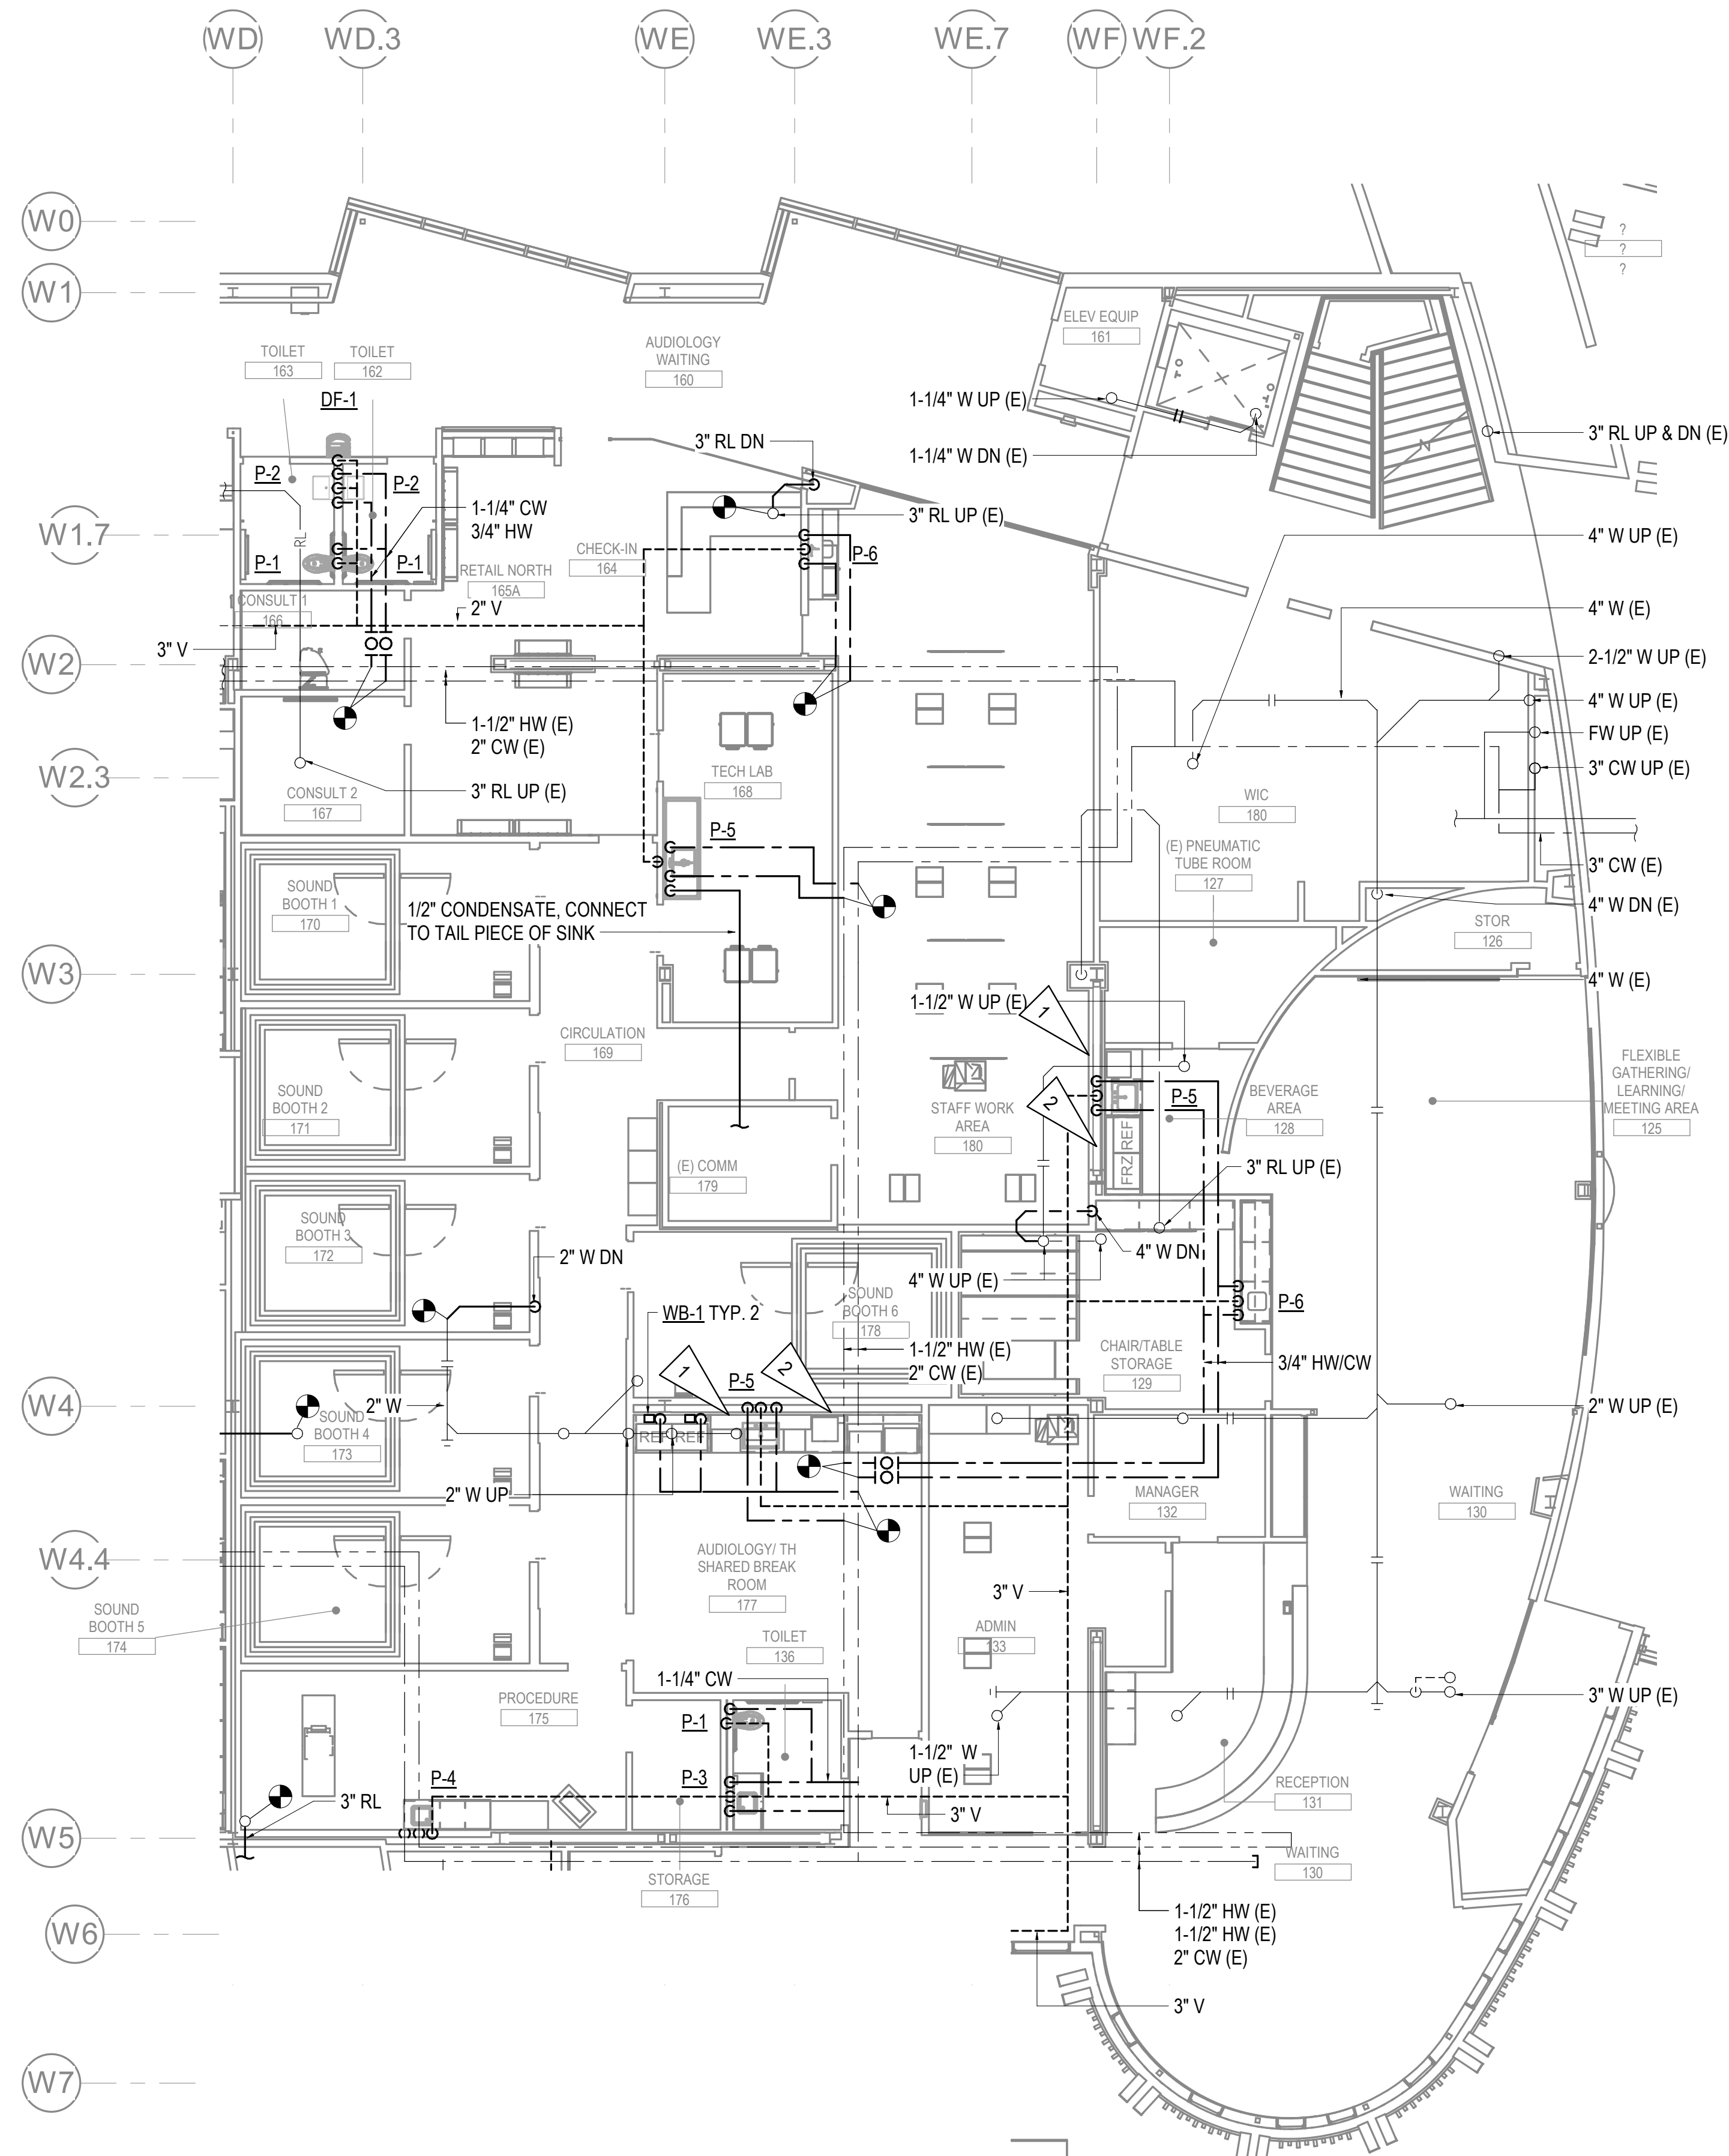 WD
WD.3
WE
WE.3
WE.7
WF
WF.2
W0
W1
W1.7
W2
W2.3
W3
W4
W4.4
W5
W6
W7
?
?
?
ELEV EQUIP
161
TOILET
163
TOILET
162
AUDIOLOGY
WAITING
160
DF-1
1-1/4" W UP (E)
1-1/4" W DN (E)
3" RL UP & DN (E)
3" RL DN
3" RL UP (E)
P-2
P-2
1-1/4" CW
3/4" HW
RL
P-1
P-1
CHECK-IN
164
P-6
RETAIL NORTH
165A
CONSULT 1
166
2" V
3" V
4" W UP (E)
4" W (E)
2-1/2" W UP (E)
4" W UP (E)
FW UP (E)
3" CW UP (E)
1-1/2" HW (E)
2" CW (E)
3" RL UP (E)
CONSULT 2
167
TECH LAB
168
P-5
WIC
180
(E) PNEUMATIC
TUBE ROOM
127
3" CW (E)
4" W DN (E)
STOR
126
4" W (E)
SOUND
BOOTH 1
170
1/2" CONDENSATE, CONNECT
TO TAIL PIECE OF SINK
1-1/2" W UP (E)
1
CIRCULATION
169
SOUND
BOOTH 2
171
STAFF WORK
AREA
180
2
P-5
BEVERAGE
AREA
128
FLEXIBLE
GATHERING/
LEARNING/
MEETING AREA
125
FRZ
REF
(E) COMM
179
3" RL UP (E)
SOUND
BOOTH 3
172
2" W DN
4" W DN
4" W UP (E)
SOUND
BOOTH 6
178
WB-1 TYP. 2
P-6
1-1/2" HW (E)
2" CW (E)
CHAIR/TABLE
STORAGE
129
3/4" HW/CW
1
P-5
2
2" W
SOUND
BOOTH 4
173
REF
REF
2" W UP (E)
2" W UP
MANAGER
132
WAITING
130
AUDIOLOGY/ TH
SHARED BREAK
ROOM
177
SOUND
BOOTH 5
174
3" V
ADMIN
133
TOILET
136
1-1/4" CW
PROCEDURE
175
P-1
3" W UP (E)
P-3
P-4
1-1/2" W
UP (E)
3" RL
3" V
RECEPTION
131
WAITING
130
STORAGE
176
1-1/2" HW (E)
1-1/2" HW (E)
2" CW (E)
3" V